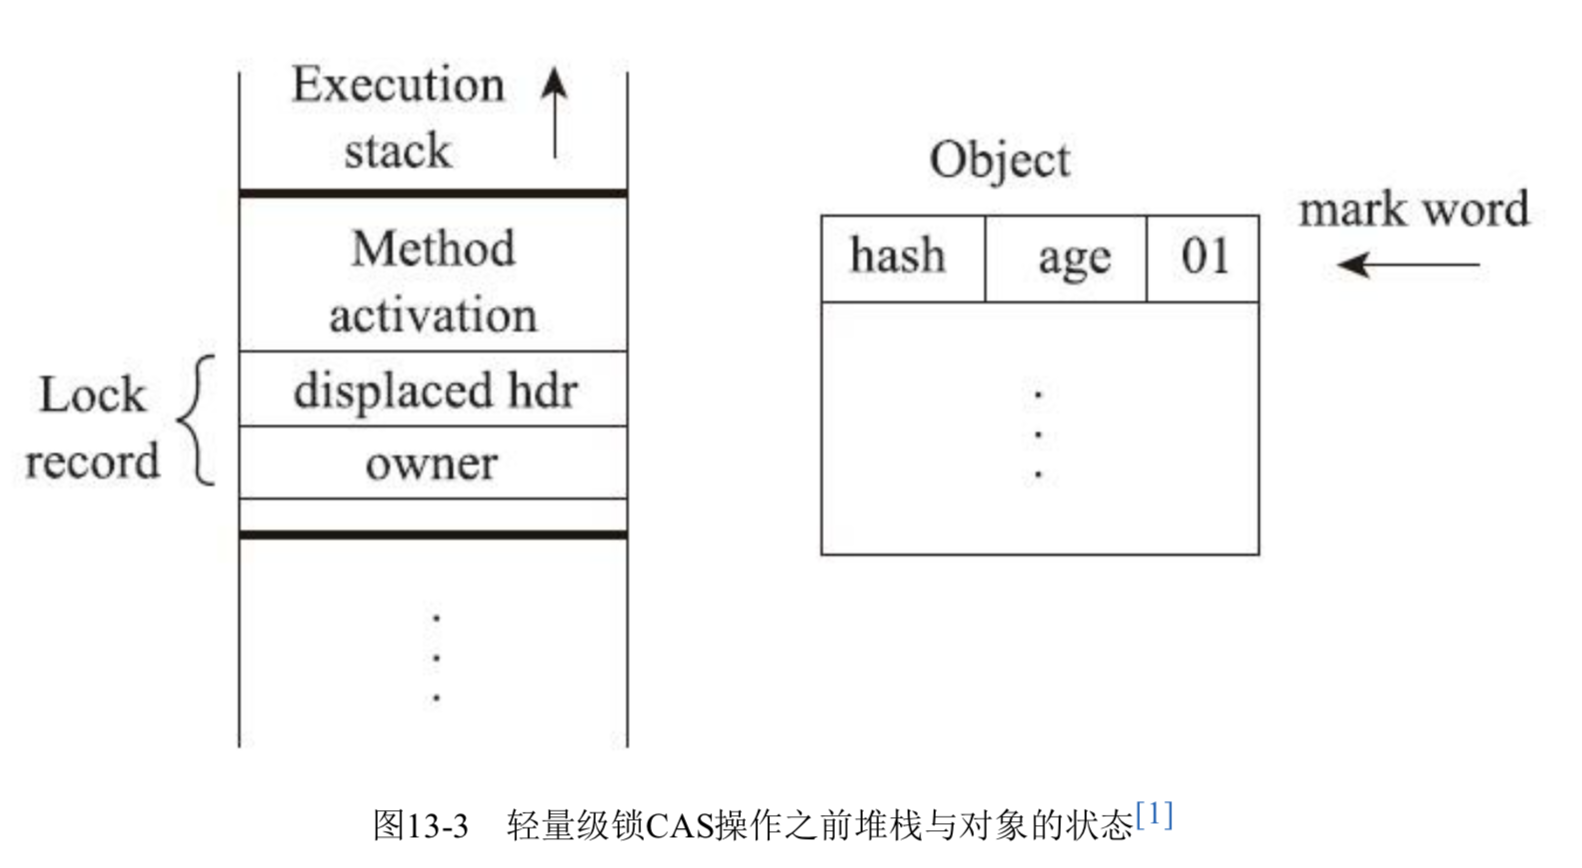 Execution
stack
Method
activation
Lock
record
displaced hdr
owner
Object
hash age 01
mark word
图13-3 轻量级锁CAS操作之前堆栈与对象的状态[1]